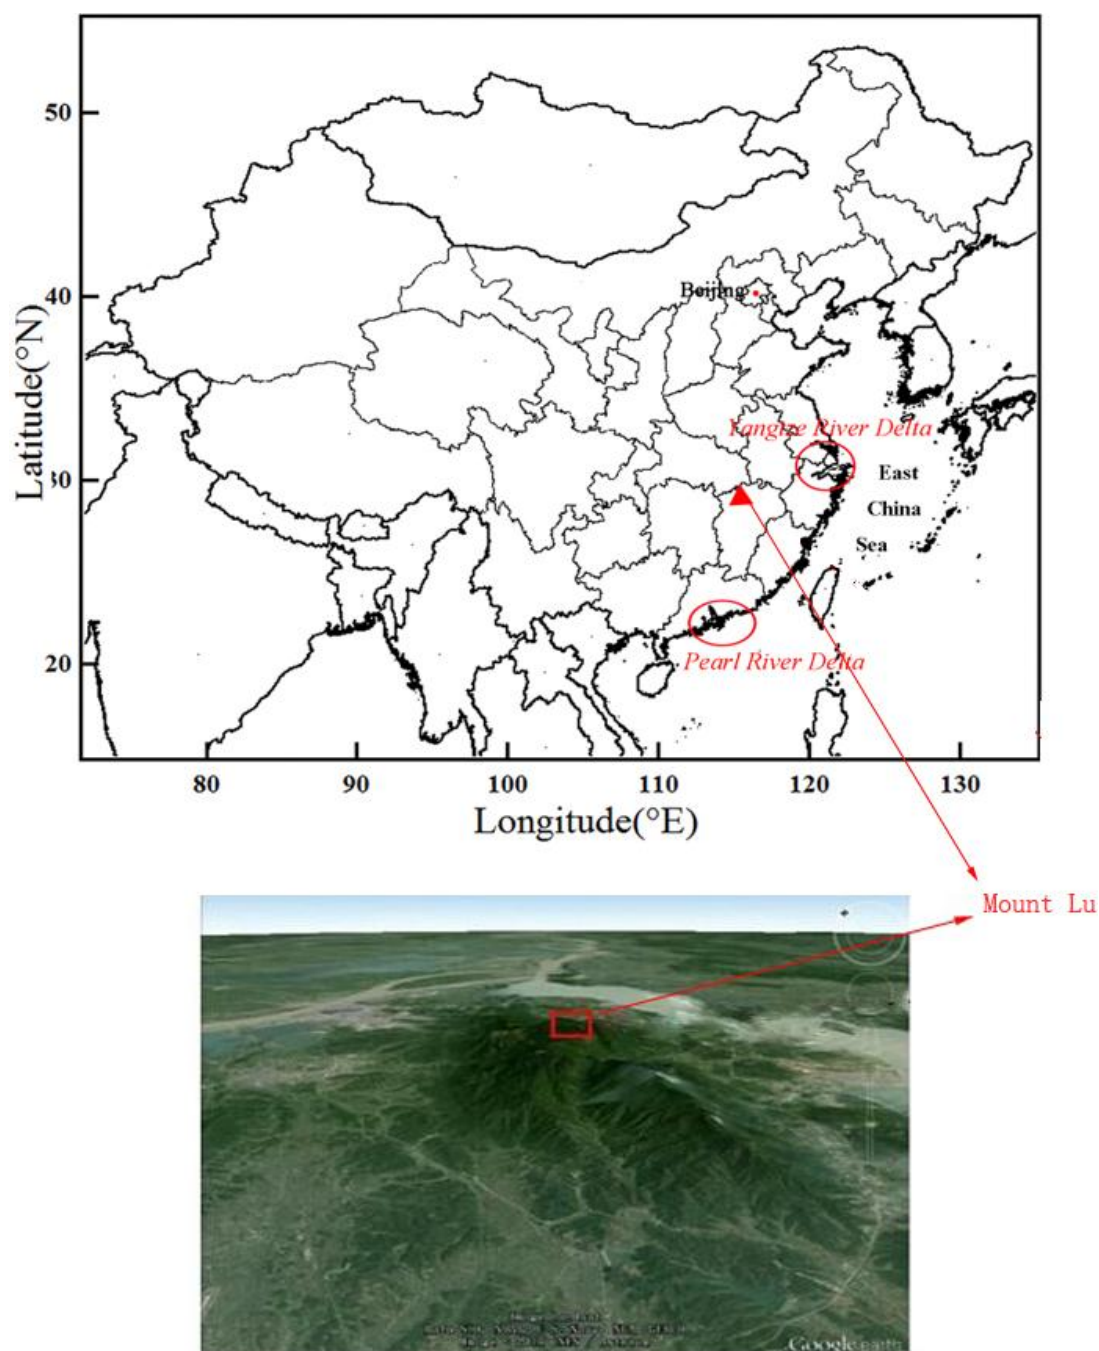 50
40
30
20
Latitude(°N)
Beijing
Yangtze River Delta
East
China
Sea
Pearl River Delta
80
90
100
110
120
130
Longitude(°E)
Mount Lu
Google earth